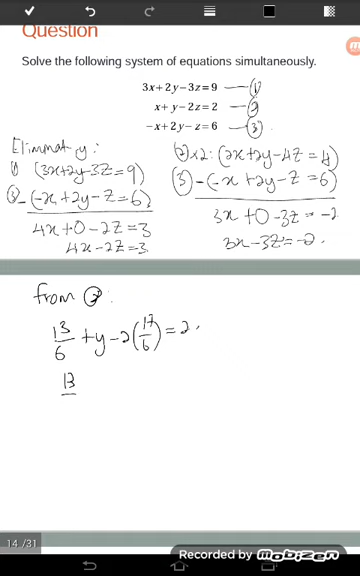 Question
Solve the following system of equations simultaneously.
3x + 2y − 3z = 9 —— ①
x + y − 2z = 2 —— ②
−x + 2y − z = 6 —— ③
Eliminate y:
① (3x+2y-3z=9)
③ - (-x+2y-z=6)
4x+0-2z=3
4x-2z=3
② x2: (2x+2y-4z=4)
③ - (-x+2y-z=6)
3x+0-3z=-2
3x-3z=-2.
from ②:
13/6 + y - 2(17/6) = 2.
13
14 /31
Recorded by mobizen